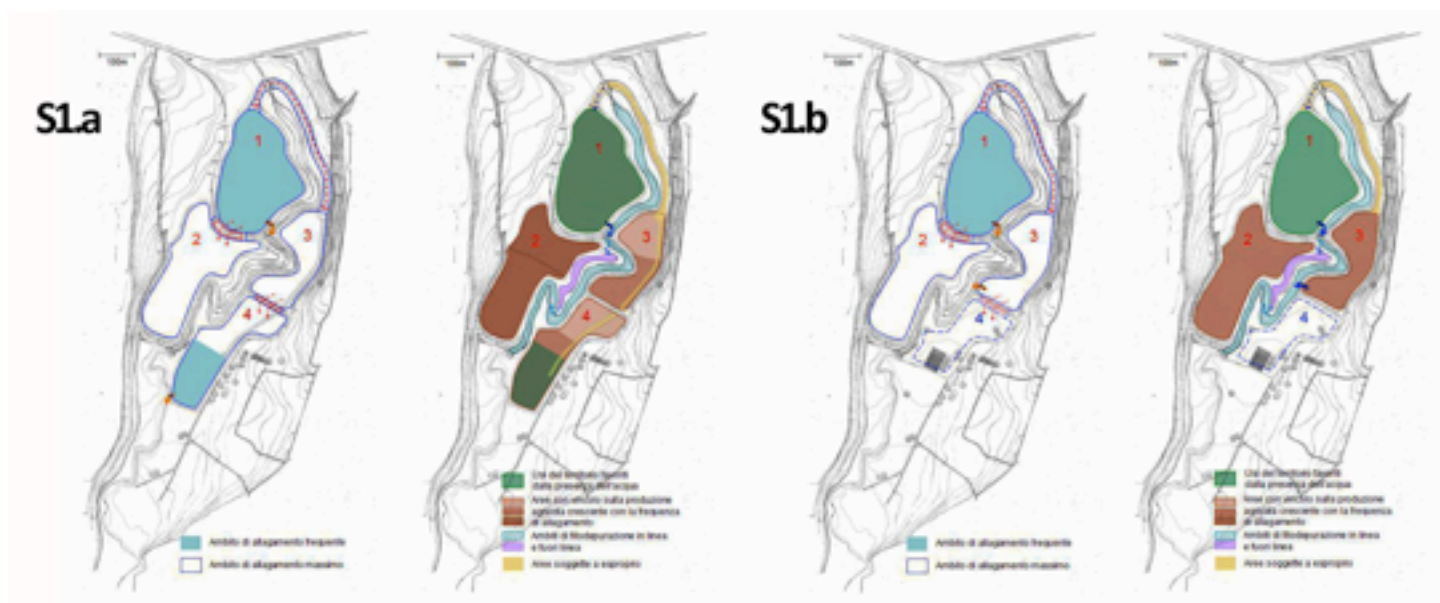 S1.a
100m
1
2
3
4
Ambito di allagamento frequente
Ambito di allagamento massimo
100m
1
2
3
4
Usi del territorio favoriti
dalla presenza dell'acqua
Aree con vincolo sulla produzione
agricola crescente con la frequenza
di allagamento
Ambiti di fitodepurazione in linea
e fuori linea
Aree soggette a esproprio
S1.b
100m
1
2
3
4
Ambito di allagamento frequente
Ambito di allagamento massimo
100m
1
2
3
4
Usi del territorio favoriti
dalla presenza dell'acqua
Aree con vincolo sulla produzione
agricola crescente con la frequenza
di allagamento
Ambiti di fitodepurazione in linea
e fuori linea
Aree soggette a esproprio